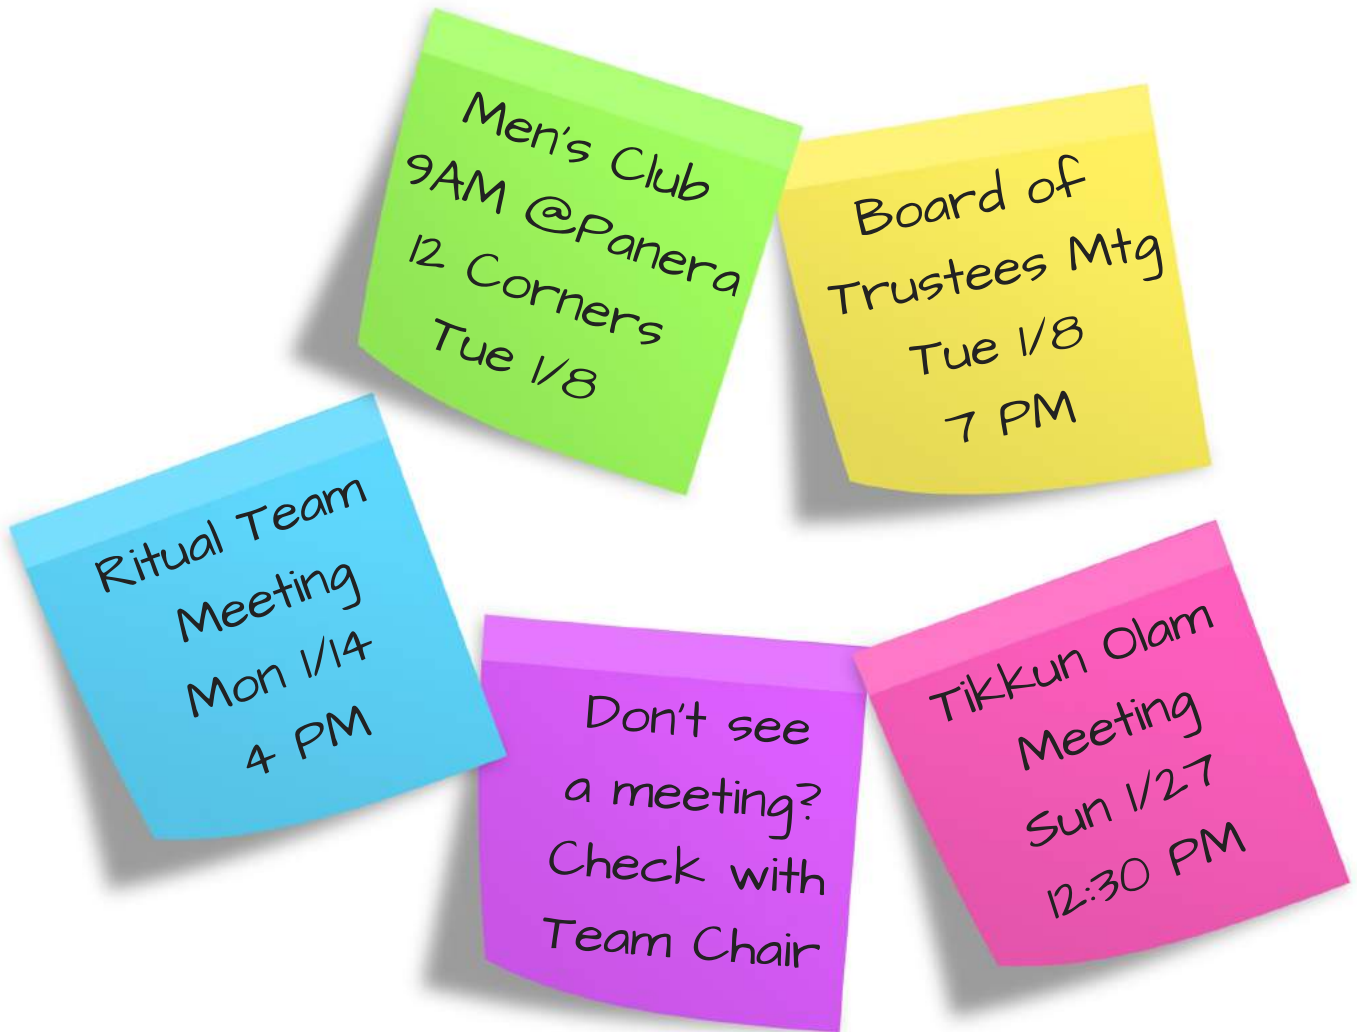 Men's Club
9AM @Panera
12 Corners
Tue 1/8
Board of
Trustees Mtg
Tue 1/8
7 PM
Ritual Team
Meeting
Mon 1/14
4 PM
Don't see
a meeting?
Check with
Team Chair
Tikkun Olam
Meeting
Sun 1/27
12:30 PM